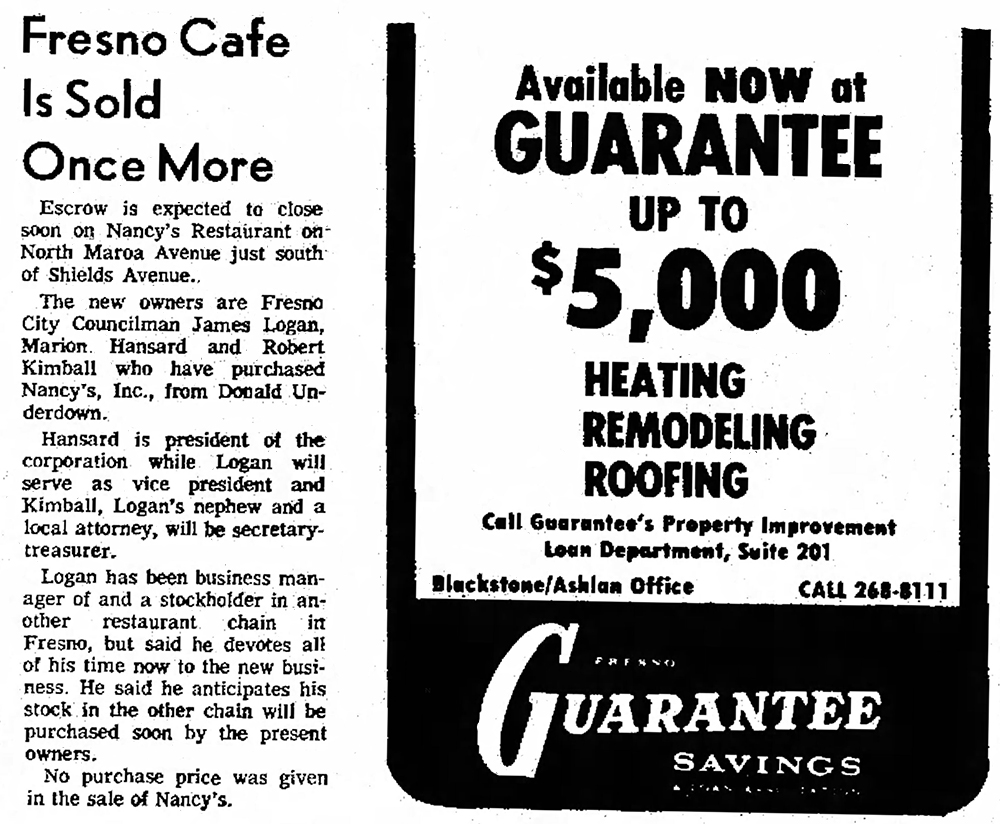 Fresno Cafe
Is Sold
Once More
Escrow is expected to close
soon on Nancy's Restaurant on
North Maroa Avenue just south
of Shields Avenue..
The new owners are Fresno
City Councilman James Logan,
Marion Hansard and Robert
Kimball who have purchased
Nancy's, Inc., from Donald Un-
derdown.
Hansard is president of the
corporation while Logan will
serve as vice president and
Kimball, Logan's nephew and a
local attorney, will be secretary-
treasurer.
Logan has been business man-
ager of and a stockholder in an-
other restaurant chain in
Fresno, but said he devotes all
of his time now to the new busi-
ness. He said he anticipates his
stock in the other chain will be
purchased soon by the present
owners.
No purchase price was given
in the sale of Nancy's.
Available NOW at
GUARANTEE
UP TO
$5,000
HEATING
REMODELING
ROOFING
Call Guarantee's Property Improvement
Loan Department, Suite 201
Blackstone/Ashlan Office CALL 268-8111
FRESNO
GUARANTEE
SAVINGS